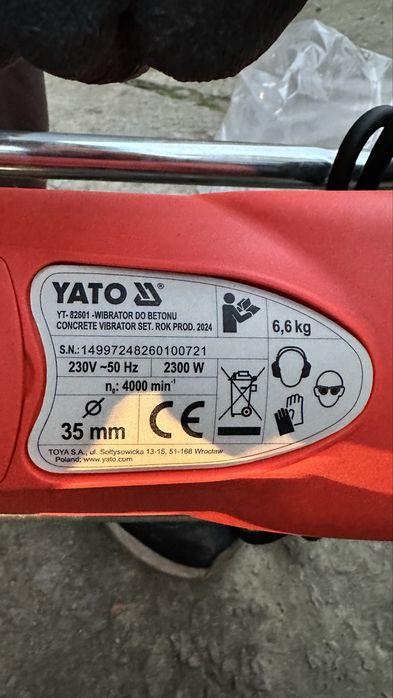 YATO ®
YT- 82601 -WIBRATOR DO BETONU
CONCRETE VIBRATOR SET. ROK PROD. 2024
6,6 kg
S.N.: 14997248260100721
230V ~50 Hz 2300 W
n₀: 4000 min⁻¹
⌀
35 mm
CE
TOYA S.A., ul. Sołtysowicka 13-15, 51-168 Wrocław
Poland; www.yato.com